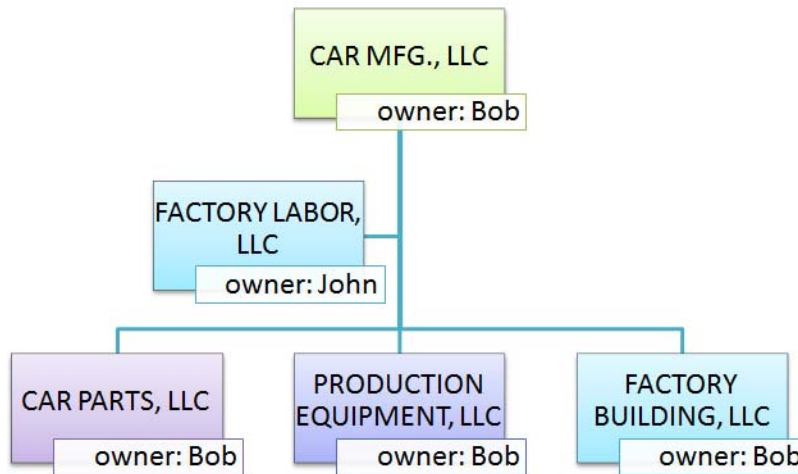 CAR MFG., LLC
owner: Bob
FACTORY LABOR,
LLC
owner: John
CAR PARTS, LLC
owner: Bob
PRODUCTION
EQUIPMENT, LLC
owner: Bob
FACTORY
BUILDING, LLC
owner: Bob